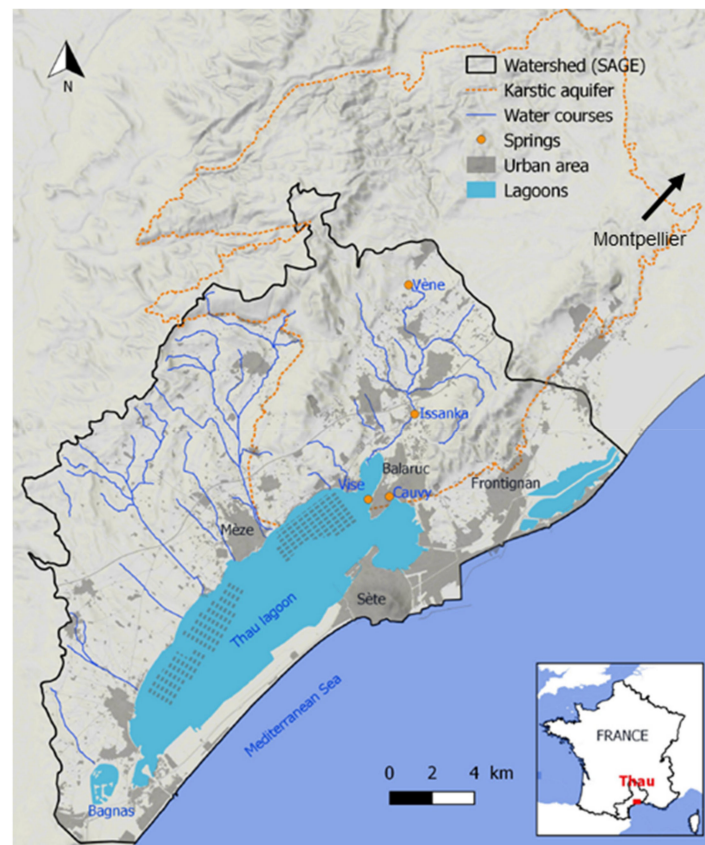 N
Watershed (SAGE)
Karstic aquifer
Water courses
Springs
Urban area
Lagoons
Montpellier
Vène
Issanka
Balaruc
Vise
Cauvy
Frontignan
Mèze
Sète
Thau lagoon
Mediterranean Sea
FRANCE
Thau
0 2 4 km
Bagnas